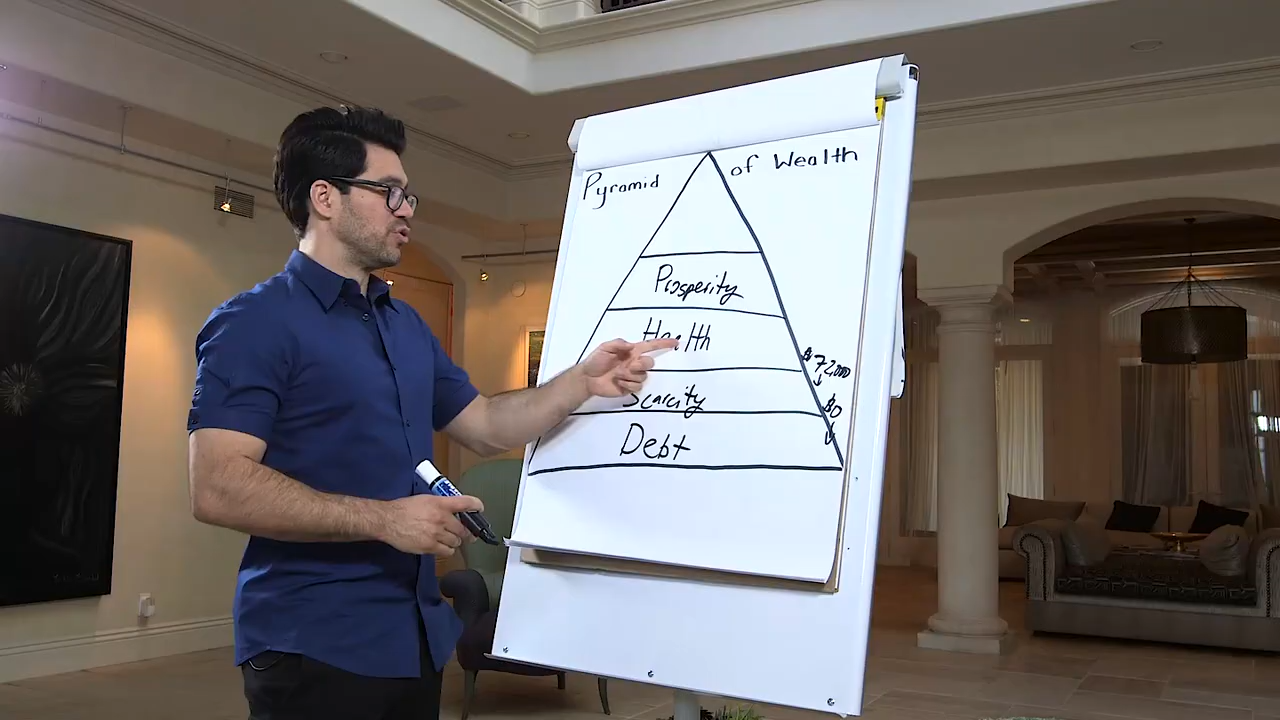 Pyramid of Wealth
Prosperity
Health
$72,000
Scarcity
$0
Debt